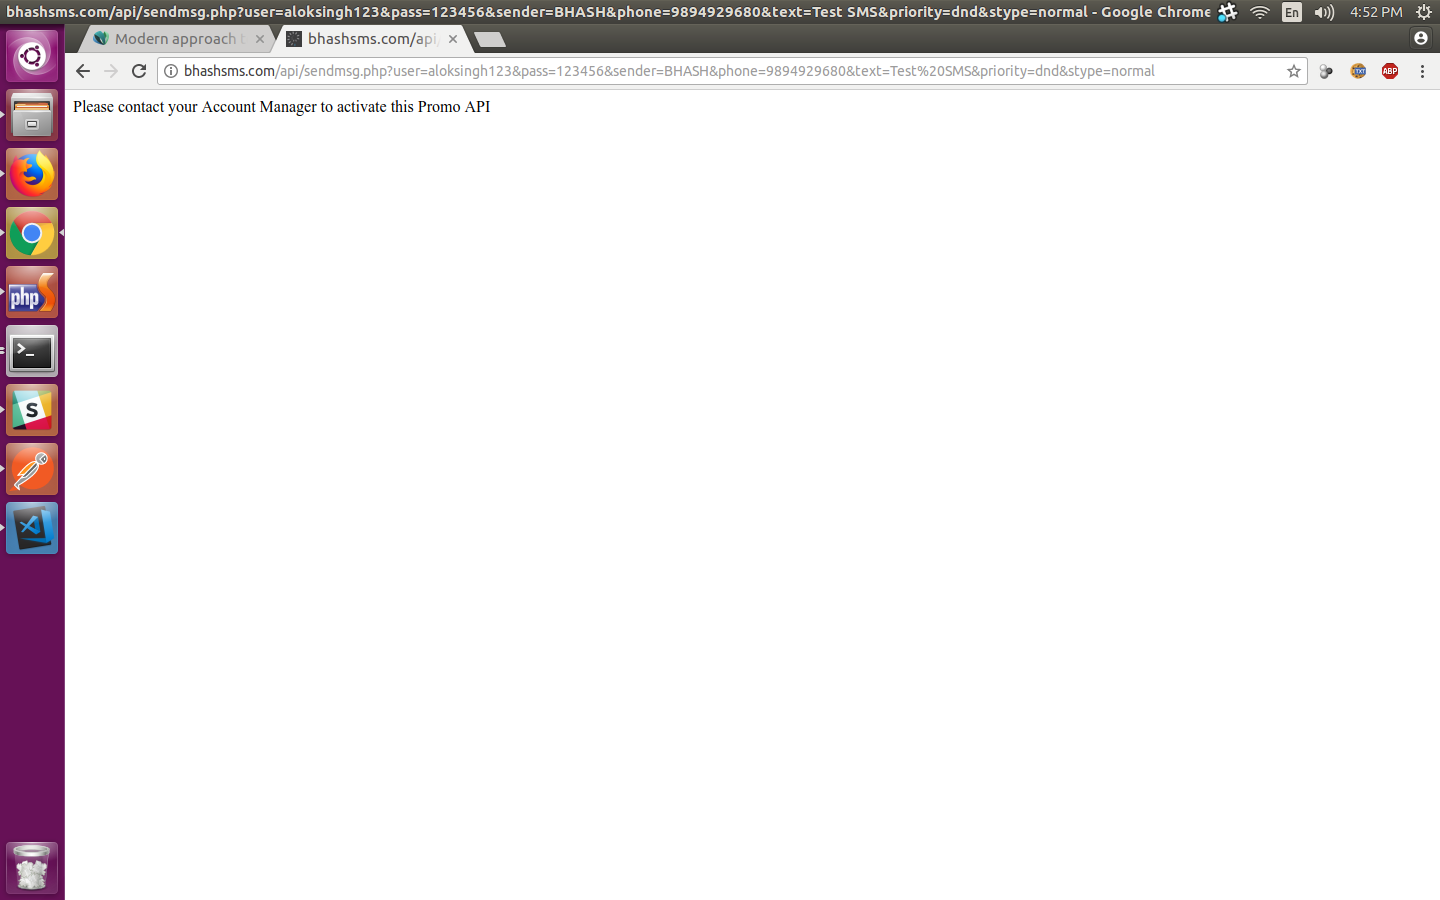 bhashsms.com/api/sendmsg.php?user=aloksingh123&pass=123456&sender=BHASH&phone=9894929680&text=Test SMS&priority=dnd&stype=normal - Google Chrome En 4:52 PM
Modern approach bhashsms.com/api/
bhashsms.com/api/sendmsg.php?user=aloksingh123&pass=123456&sender=BHASH&phone=9894929680&text=Test%20SMS&priority=dnd&stype=normal ABP
Please contact your Account Manager to activate this Promo API
php S
>_
S